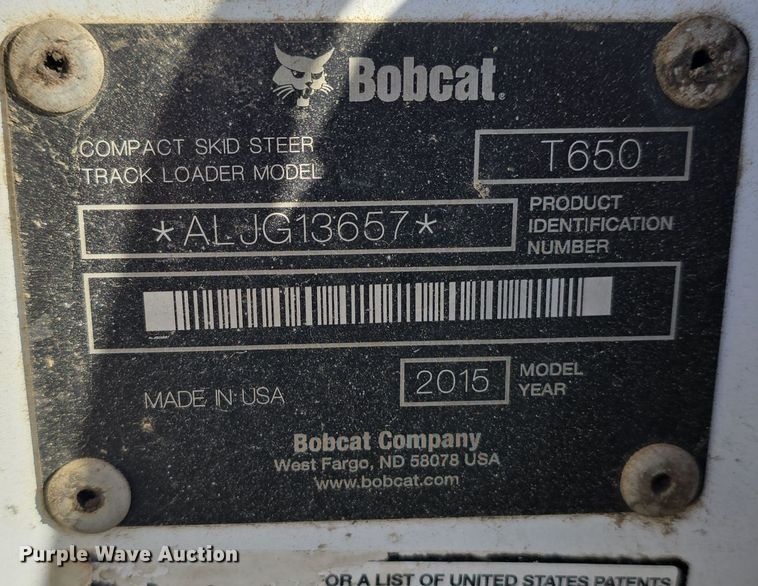 Bobcat®
COMPACT SKID STEER
TRACK LOADER MODEL
T650
*ALJG13657*
PRODUCT
IDENTIFICATION
NUMBER
MADE IN USA
2015
MODEL
YEAR
Bobcat Company
West Fargo, ND 58078 USA
www.bobcat.com
Purple Wave Auction
OR A LIST OF UNITED STATES PATENTS